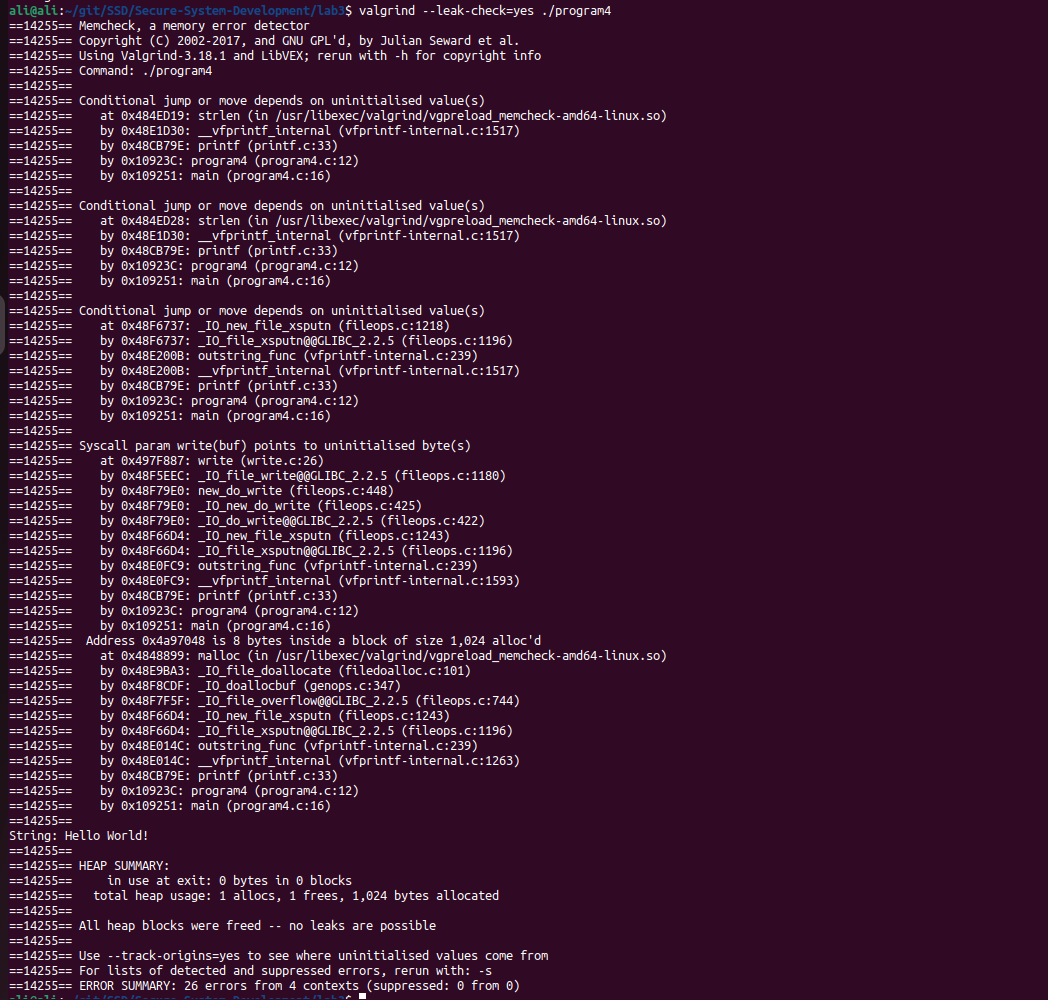 ali@ali:~/git/SSD/Secure-System-Development/lab3$ valgrind --leak-check=yes ./program4
==14255== Memcheck, a memory error detector
==14255== Copyright (C) 2002-2017, and GNU GPL'd, by Julian Seward et al.
==14255== Using Valgrind-3.18.1 and LibVEX; rerun with -h for copyright info
==14255== Command: ./program4
==14255==
==14255== Conditional jump or move depends on uninitialised value(s)
==14255==    at 0x484ED19: strlen (in /usr/libexec/valgrind/vgpreload_memcheck-amd64-linux.so)
==14255==    by 0x48E1D30: __vfprintf_internal (vfprintf-internal.c:1517)
==14255==    by 0x48CB79E: printf (printf.c:33)
==14255==    by 0x10923C: program4 (program4.c:12)
==14255==    by 0x109251: main (program4.c:16)
==14255==
==14255== Conditional jump or move depends on uninitialised value(s)
==14255==    at 0x484ED28: strlen (in /usr/libexec/valgrind/vgpreload_memcheck-amd64-linux.so)
==14255==    by 0x48E1D30: __vfprintf_internal (vfprintf-internal.c:1517)
==14255==    by 0x48CB79E: printf (printf.c:33)
==14255==    by 0x10923C: program4 (program4.c:12)
==14255==    by 0x109251: main (program4.c:16)
==14255==
==14255== Conditional jump or move depends on uninitialised value(s)
==14255==    at 0x48F6737: _IO_new_file_xsputn (fileops.c:1218)
==14255==    by 0x48F6737: _IO_file_xsputn@@GLIBC_2.2.5 (fileops.c:1196)
==14255==    by 0x48E200B: outstring_func (vfprintf-internal.c:239)
==14255==    by 0x48E200B: __vfprintf_internal (vfprintf-internal.c:1517)
==14255==    by 0x48CB79E: printf (printf.c:33)
==14255==    by 0x10923C: program4 (program4.c:12)
==14255==    by 0x109251: main (program4.c:16)
==14255==
==14255== Syscall param write(buf) points to uninitialised byte(s)
==14255==    at 0x497F887: write (write.c:26)
==14255==    by 0x48F5EEC: _IO_file_write@@GLIBC_2.2.5 (fileops.c:1180)
==14255==    by 0x48F79E0: new_do_write (fileops.c:448)
==14255==    by 0x48F79E0: _IO_new_do_write (fileops.c:425)
==14255==    by 0x48F79E0: _IO_do_write@@GLIBC_2.2.5 (fileops.c:422)
==14255==    by 0x48F66D4: _IO_new_file_xsputn (fileops.c:1243)
==14255==    by 0x48F66D4: _IO_file_xsputn@@GLIBC_2.2.5 (fileops.c:1196)
==14255==    by 0x48E0FC9: outstring_func (vfprintf-internal.c:239)
==14255==    by 0x48E0FC9: __vfprintf_internal (vfprintf-internal.c:1593)
==14255==    by 0x48CB79E: printf (printf.c:33)
==14255==    by 0x10923C: program4 (program4.c:12)
==14255==    by 0x109251: main (program4.c:16)
==14255==  Address 0x4a97048 is 8 bytes inside a block of size 1,024 alloc'd
==14255==    at 0x4848899: malloc (in /usr/libexec/valgrind/vgpreload_memcheck-amd64-linux.so)
==14255==    by 0x48E9BA3: _IO_file_doallocate (filedoalloc.c:101)
==14255==    by 0x48F8CDF: _IO_doallocbuf (genops.c:347)
==14255==    by 0x48F7F5F: _IO_file_overflow@@GLIBC_2.2.5 (fileops.c:744)
==14255==    by 0x48F66D4: _IO_new_file_xsputn (fileops.c:1243)
==14255==    by 0x48F66D4: _IO_file_xsputn@@GLIBC_2.2.5 (fileops.c:1196)
==14255==    by 0x48E014C: outstring_func (vfprintf-internal.c:239)
==14255==    by 0x48E014C: __vfprintf_internal (vfprintf-internal.c:1263)
==14255==    by 0x48CB79E: printf (printf.c:33)
==14255==    by 0x10923C: program4 (program4.c:12)
==14255==    by 0x109251: main (program4.c:16)
==14255==
String: Hello World!
==14255==
==14255== HEAP SUMMARY:
==14255==     in use at exit: 0 bytes in 0 blocks
==14255==   total heap usage: 1 allocs, 1 frees, 1,024 bytes allocated
==14255==
==14255== All heap blocks were freed -- no leaks are possible
==14255==
==14255== Use --track-origins=yes to see where uninitialised values come from
==14255== For lists of detected and suppressed errors, rerun with: -s
==14255== ERROR SUMMARY: 26 errors from 4 contexts (suppressed: 0 from 0)
ali@ali:~/git/SSD/Secure-System-Development/lab3$